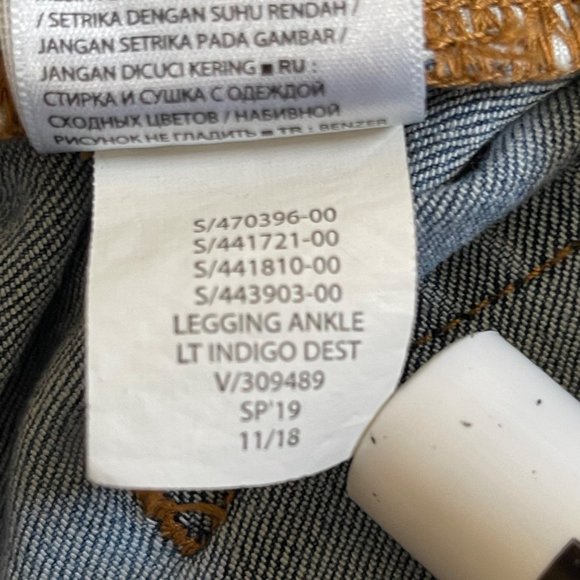 / SETRIKA DENGAN SUHU RENDAH /
JANGAN SETRIKA PADA GAMBAR /
JANGAN DICUCI KERING ■ RU :
СТИРКА И СУШКА С ОДЕЖДОЙ
СХОДНЫХ ЦВЕТОВ / НАБИВНОЙ
РИСУНОК НЕ ГЛАДИТЬ ■ TR : BENZER
S/470396-00
S/441721-00
S/441810-00
S/443903-00
LEGGING ANKLE
LT INDIGO DEST
V/309489
SP'19
11/18